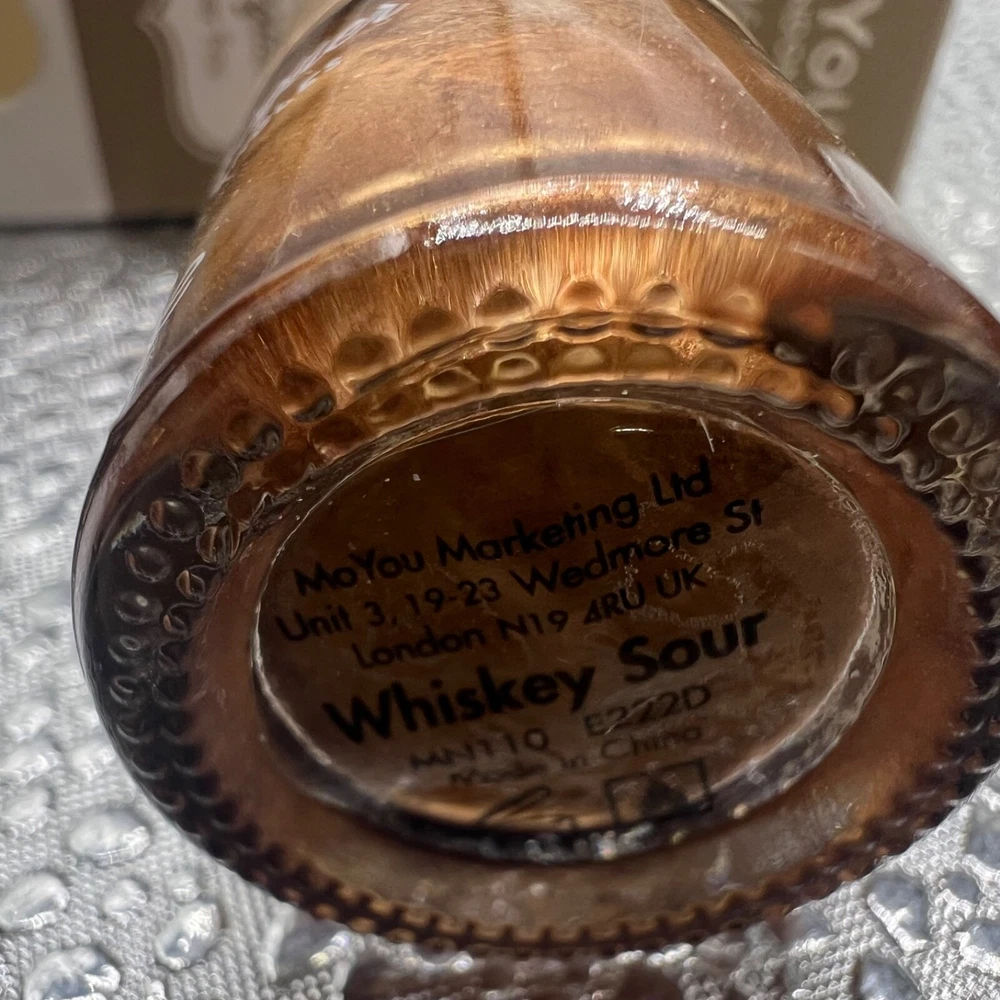 YOU
MoYou Marketing Ltd
Unit 3, 19-23 Wedmore St
London N19 4RU UK
Whiskey Sour
MN110 E222D
Made in China